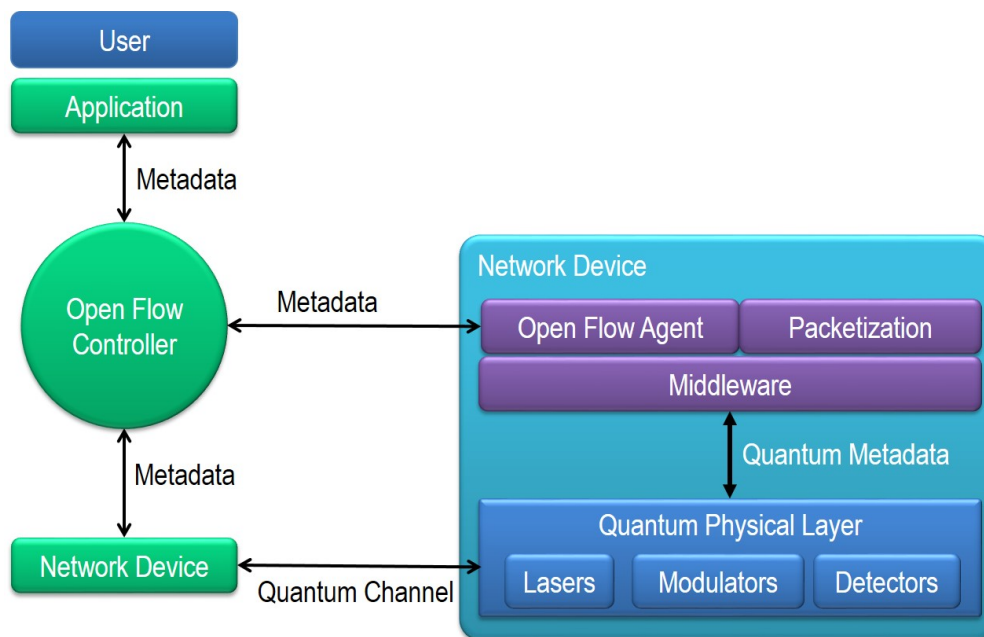 User
Application
Metadata
Open Flow
Controller
Metadata
Metadata
Network Device
Quantum Channel
Network Device
Open Flow Agent
Packetization
Middleware
Quantum Metadata
Quantum Physical Layer
Lasers
Modulators
Detectors